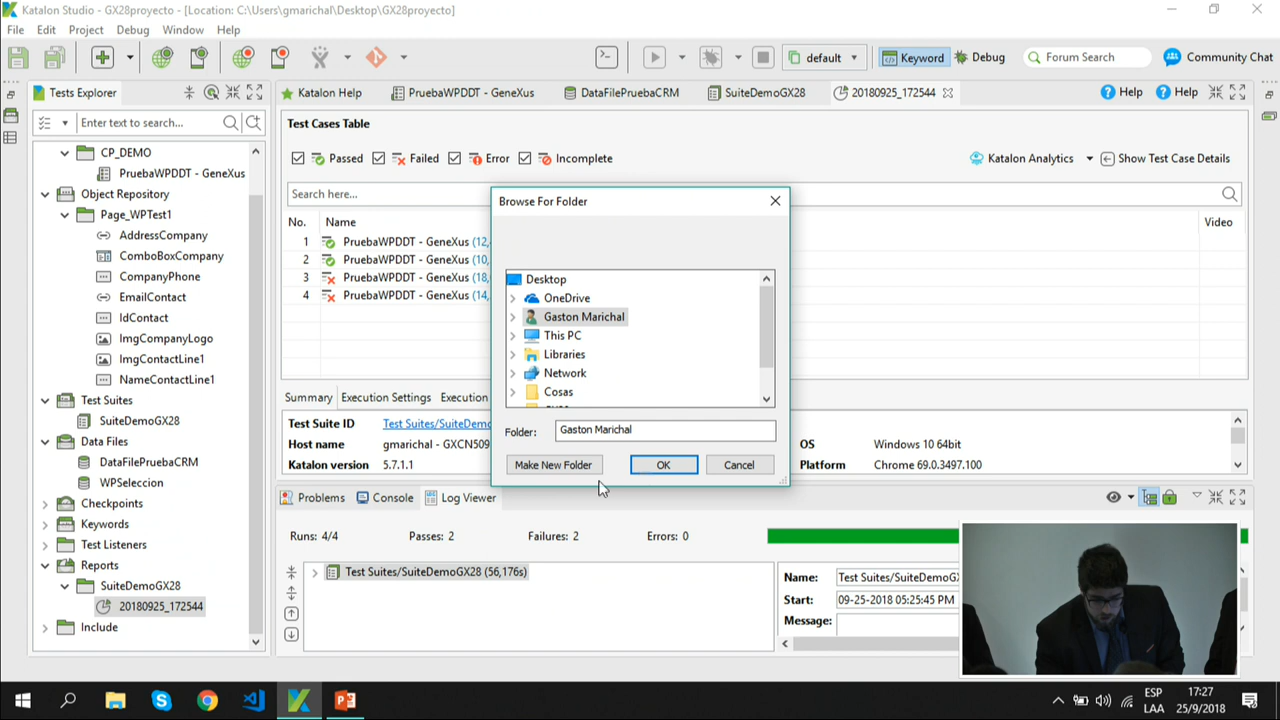 Katalon Studio - GX28proyecto - [Location: C:\Users\gmarichal\Desktop\GX28proyecto]
File Edit Project Debug Window Help
default Keyword Debug Forum Search Community Chat
Tests Explorer
Katalon Help PruebaWPDDT - GeneXus DataFilePruebaCRM SuiteDemoGX28 20180925_172544 Help Help
Enter text to search...
CP_DEMO
PruebaWPDDT - GeneXus
Object Repository
Page_WPTest1
AddressCompany
ComboBoxCompany
CompanyPhone
EmailContact
IdContact
ImgCompanyLogo
ImgContactLine1
NameContactLine1
Test Suites
SuiteDemoGX28
Data Files
DataFilePruebaCRM
WPSeleccion
Checkpoints
Keywords
Test Listeners
Reports
SuiteDemoGX28
20180925_172544
Include
Test Cases Table
Passed Failed Error Incomplete Katalon Analytics Show Test Case Details
Search here...
No. Name Video
1 PruebaWPDDT - GeneXus (12,
2 PruebaWPDDT - GeneXus (10,
3 PruebaWPDDT - GeneXus (18,
4 PruebaWPDDT - GeneXus (14,
Browse For Folder
Desktop
OneDrive
Gaston Marichal
This PC
Libraries
Network
Cosas
Folder: Gaston Marichal
Make New Folder OK Cancel
Summary Execution Settings Execution
Test Suite ID Test Suites/SuiteDemo
Host name gmarichal - GXCN509 OS Windows 10 64bit
Katalon version 5.7.1.1 Platform Chrome 69.0.3497.100
Problems Console Log Viewer
Runs: 4/4 Passes: 2 Failures: 2 Errors: 0
Test Suites/SuiteDemoGX28 (56,176s)
Name: Test Suites/SuiteDemoG
Start: 09-25-2018 05:25:45 PM
Message:
ESP 17:27
LAA 25/9/2018